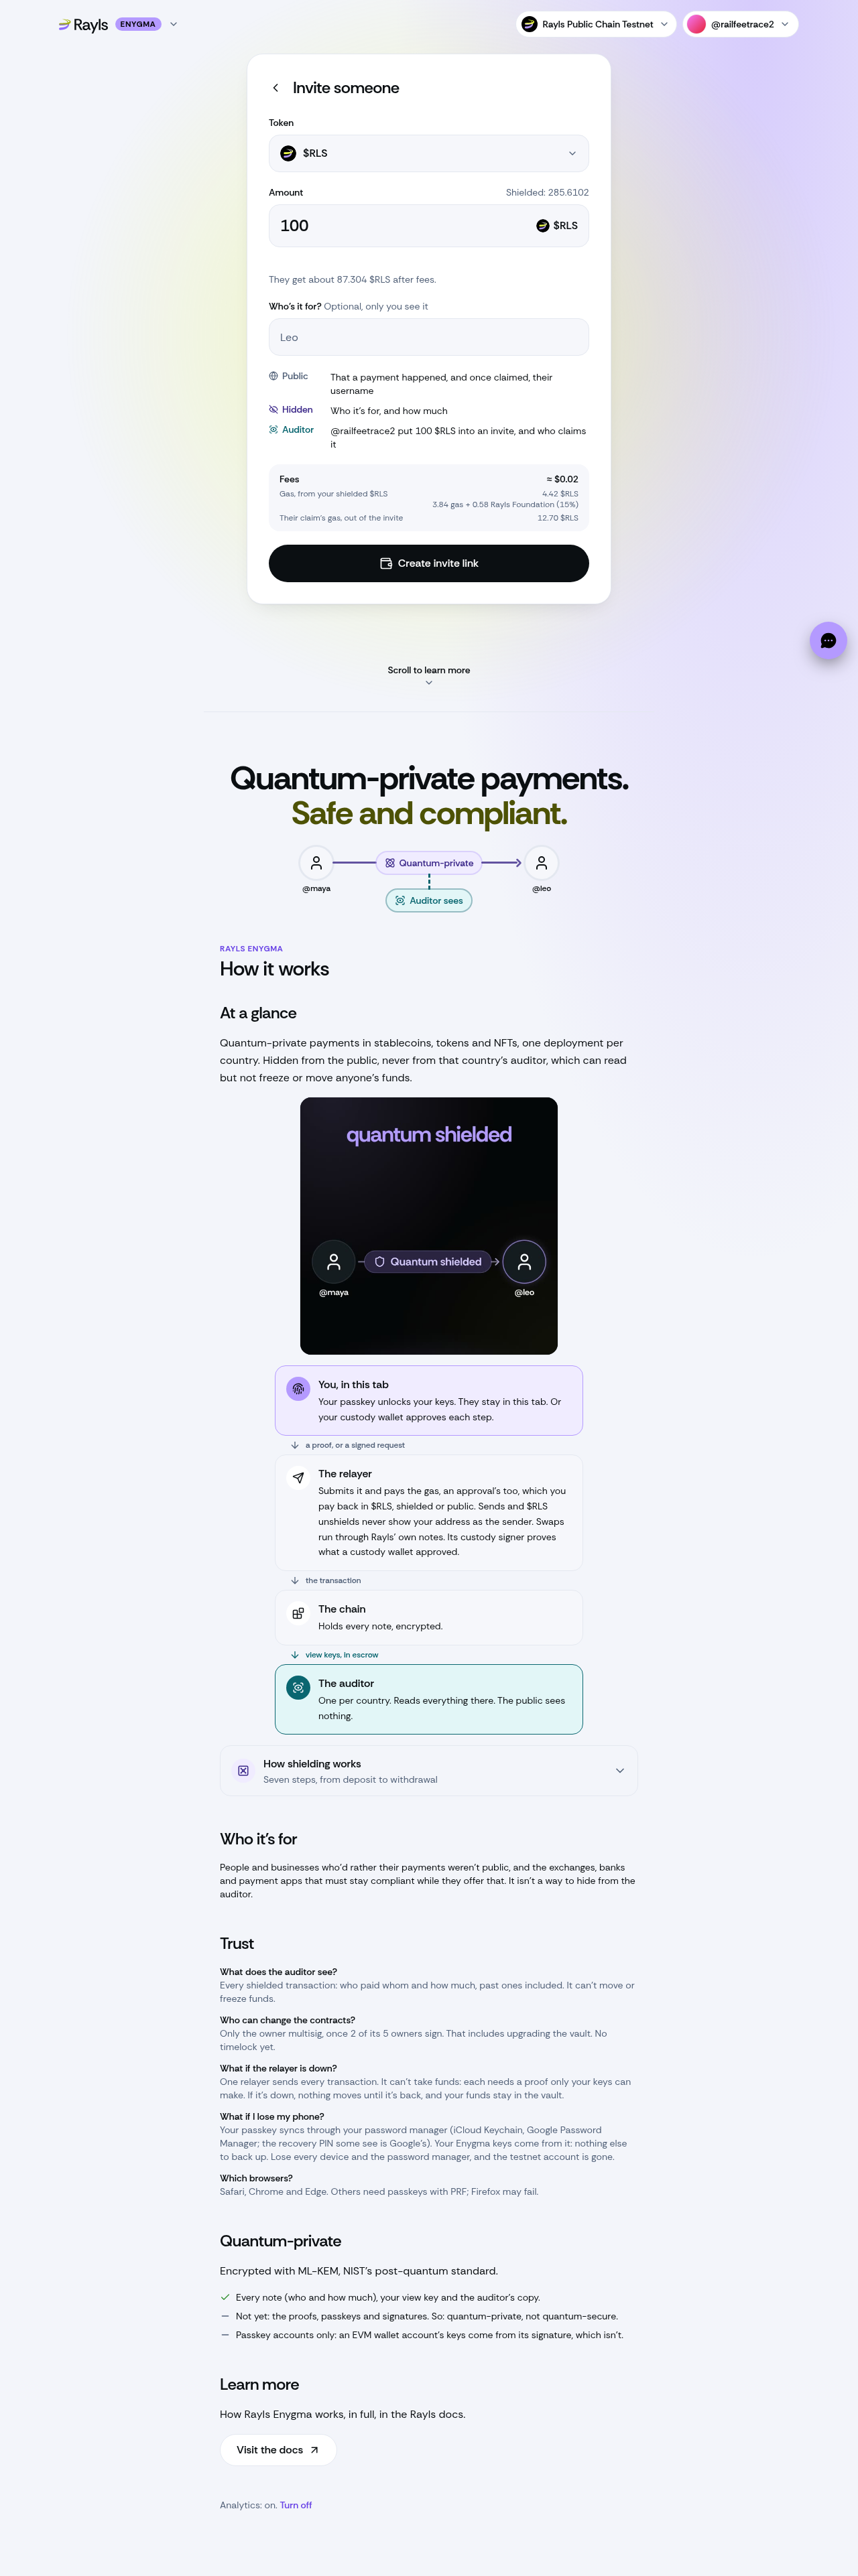 Rayls ENYGMA
Rayls Public Chain Testnet
@railfeetrace2
Invite someone
Token
$RLS
Amount
Shielded: 285.6102
100
$RLS
They get about 87.304 $RLS after fees.
Who's it for? Optional, only you see it
Leo
Public
That a payment happened, and once claimed, their
username
Hidden
Who it's for, and how much
Auditor
@railfeetrace2 put 100 $RLS into an invite, and who claims
it
Fees
≈ $0.02
Gas, from your shielded $RLS
4.42 $RLS
3.84 gas + 0.58 Rayls Foundation (15%)
Their claim's gas, out of the invite
12.70 $RLS
Create invite link
Scroll to learn more
Quantum-private payments.
Safe and compliant.
Quantum-private
@maya
@leo
Auditor sees
RAYLS ENYGMA
How it works
At a glance
Quantum-private payments in stablecoins, tokens and NFTs, one deployment per
country. Hidden from the public, never from that country's auditor, which can read
but not freeze or move anyone's funds.
quantum shielded
Quantum shielded
@maya
@leo
You, in this tab
Your passkey unlocks your keys. They stay in this tab. Or
your custody wallet approves each step.
a proof, or a signed request
The relayer
Submits it and pays the gas, an approval's too, which you
pay back in $RLS, shielded or public. Sends and $RLS
unshields never show your address as the sender. Swaps
run through Rayls' own notes. Its custody signer proves
what a custody wallet approved.
the transaction
The chain
Holds every note, encrypted.
view keys, in escrow
The auditor
One per country. Reads everything there. The public sees
nothing.
How shielding works
Seven steps, from deposit to withdrawal
Who it's for
People and businesses who'd rather their payments weren't public, and the exchanges, banks
and payment apps that must stay compliant while they offer that. It isn't a way to hide from the
auditor.
Trust
What does the auditor see?
Every shielded transaction: who paid whom and how much, past ones included. It can't move or
freeze funds.
Who can change the contracts?
Only the owner multisig, once 2 of its 5 owners sign. That includes upgrading the vault. No
timelock yet.
What if the relayer is down?
One relayer sends every transaction. It can't take funds: each needs a proof only your keys can
make. If it's down, nothing moves until it's back, and your funds stay in the vault.
What if I lose my phone?
Your passkey syncs through your password manager (iCloud Keychain, Google Password
Manager; the recovery PIN some see is Google's). Your Enygma keys come from it: nothing else
to back up. Lose every device and the password manager, and the testnet account is gone.
Which browsers?
Safari, Chrome and Edge. Others need passkeys with PRF; Firefox may fail.
Quantum-private
Encrypted with ML-KEM, NIST's post-quantum standard.
Every note (who and how much), your view key and the auditor's copy.
Not yet: the proofs, passkeys and signatures. So: quantum-private, not quantum-secure.
Passkey accounts only: an EVM wallet account's keys come from its signature, which isn't.
Learn more
How Rayls Enygma works, in full, in the Rayls docs.
Visit the docs
Analytics: on. Turn off